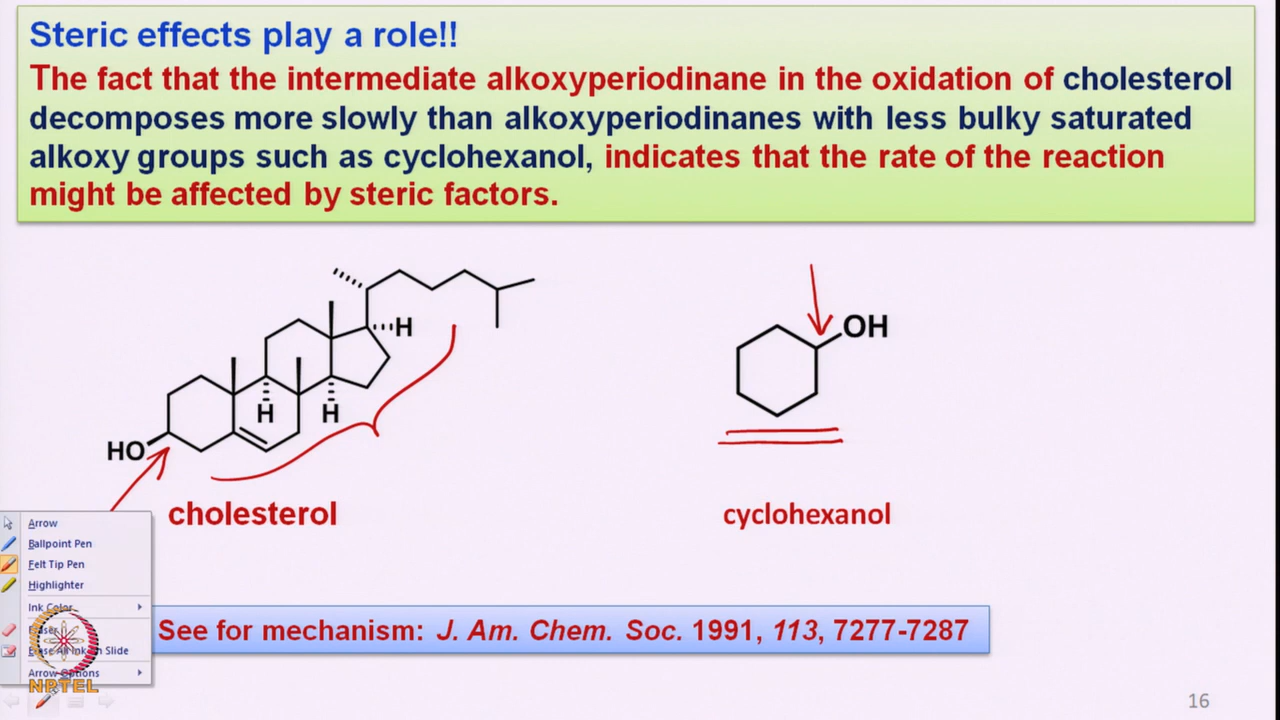 Steric effects play a role!!
The fact that the intermediate alkoxyperiodinane in the oxidation of cholesterol
decomposes more slowly than alkoxyperiodinanes with less bulky saturated
alkoxy groups such as cyclohexanol, indicates that the rate of the reaction
might be affected by steric factors.
H
OH
H H
HO
cholesterol
cyclohexanol
Arrow
Ballpoint Pen
Felt Tip Pen
Highlighter
Ink Color
Eraser
Erase All Ink on Slide
Arrow Options
NPTEL
See for mechanism: J. Am. Chem. Soc. 1991, 113, 7277-7287
16